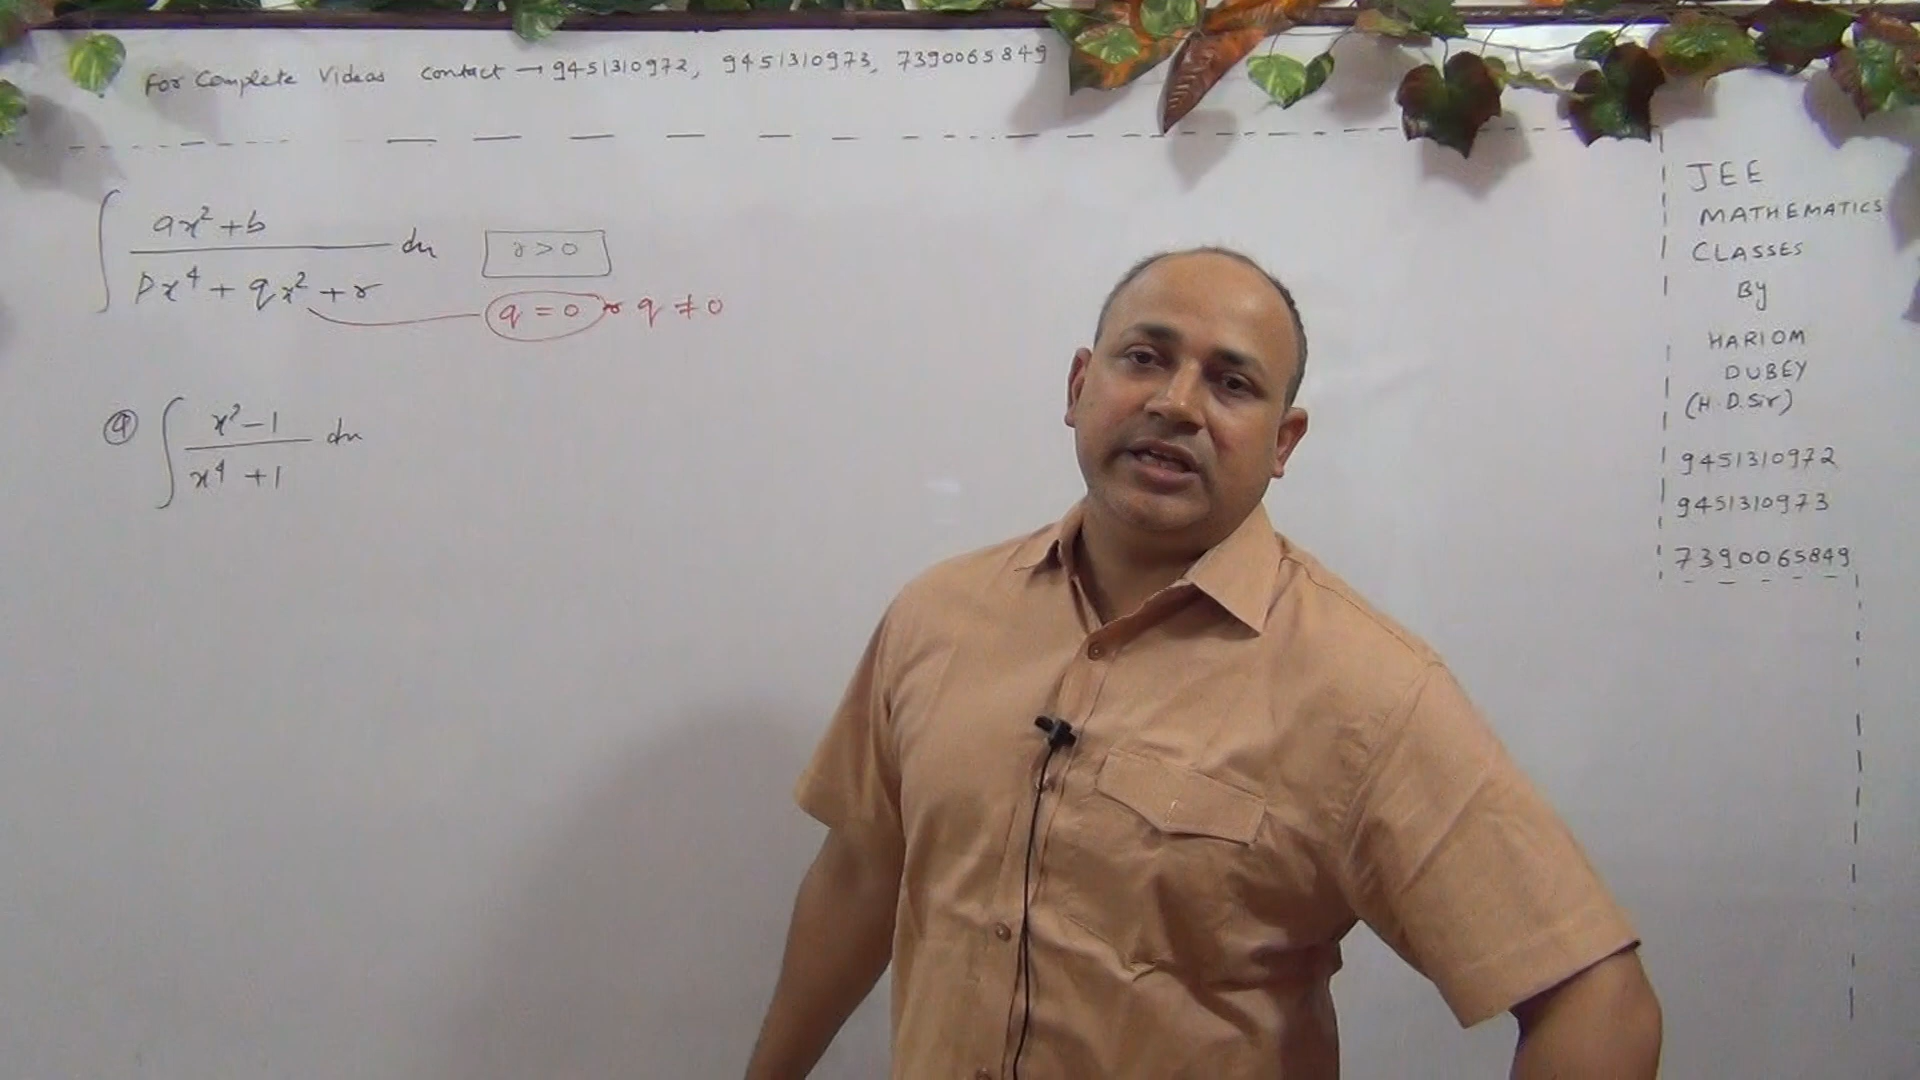 For Complete Videos contact → 9451310972, 9451310973, 7390065849
∫ (ax² + b)/(px⁴ + qx² + r) dx   r > 0
q = 0 or q ≠ 0
Q ∫ (x² − 1)/(x⁴ + 1) dx
JEE
MATHEMATICS
CLASSES
By
HARIOM
DUBEY
(H.D.Sir)
9451310972
9451310973
7390065849